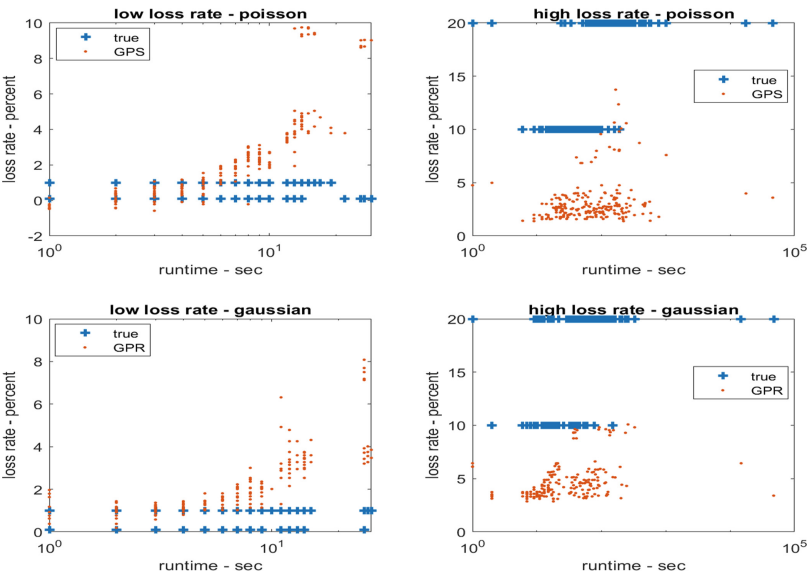 low loss rate - poisson
10
8
6
4
2
0
-2
loss rate - percent
true
GPS
10^0
10^1
runtime - sec
high loss rate - poisson
20
15
10
5
0
loss rate - percent
true
GPS
10^0
10^5
runtime - sec
low loss rate - gaussian
10
8
6
4
2
0
loss rate - percent
true
GPR
10^0
10^1
runtime - sec
high loss rate - gaussian
20
15
10
5
0
loss rate - percent
true
GPR
10^0
10^5
runtime - sec